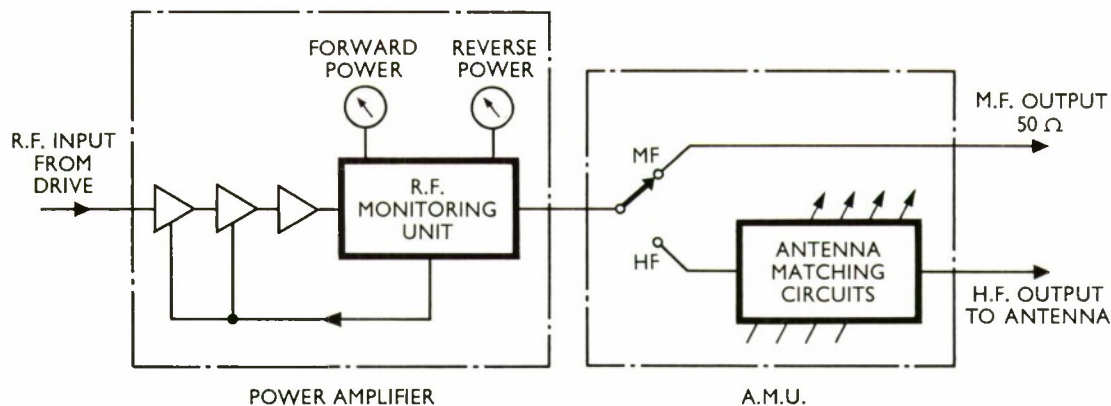 FORWARD
POWER
REVERSE
POWER
R.F. INPUT
FROM
DRIVE
R.F.
MONITORING
UNIT
POWER AMPLIFIER
MF
HF
ANTENNA
MATCHING
CIRCUITS
M.F. OUTPUT
50 Ω
H.F. OUTPUT
TO ANTENNA
A.M.U.